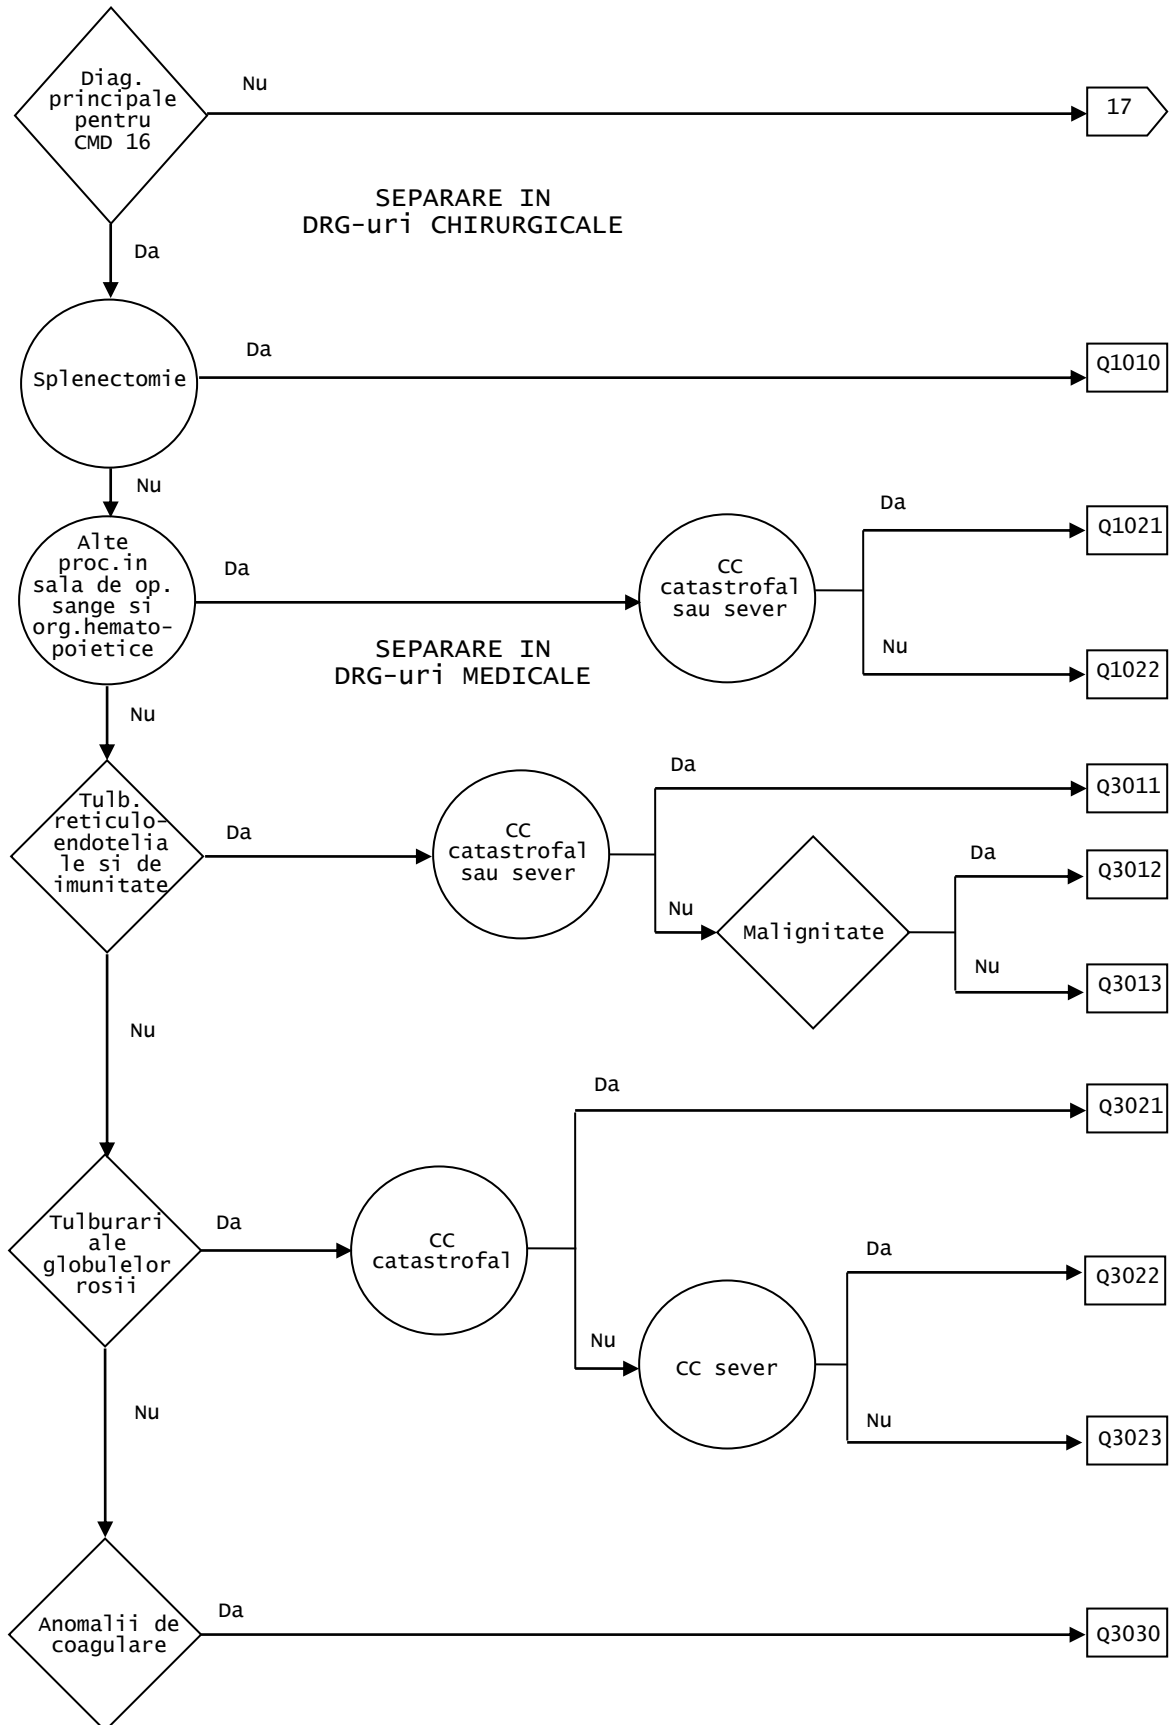 Diag.
principale
pentru
CMD 16
Nu
17
SEPARARE IN
DRG-uri CHIRURGICALE
Da
Splenectomie
Da
Q1010
Nu
Alte
proc.in
sala de op.
sange si
org.hemato-
poietice
Da
CC
catastrofal
sau sever
Da
Q1021
Nu
Q1022
SEPARARE IN
DRG-uri MEDICALE
Nu
Tulb.
reticulo-
endotelia
le si de
imunitate
Da
CC
catastrofal
sau sever
Da
Q3011
Nu
Malignitate
Da
Q3012
Nu
Q3013
Nu
Tulburari
ale
globulelor
rosii
Da
CC
catastrofal
Da
Q3021
Nu
CC sever
Da
Q3022
Nu
Q3023
Nu
Anomalii de
coagulare
Da
Q3030